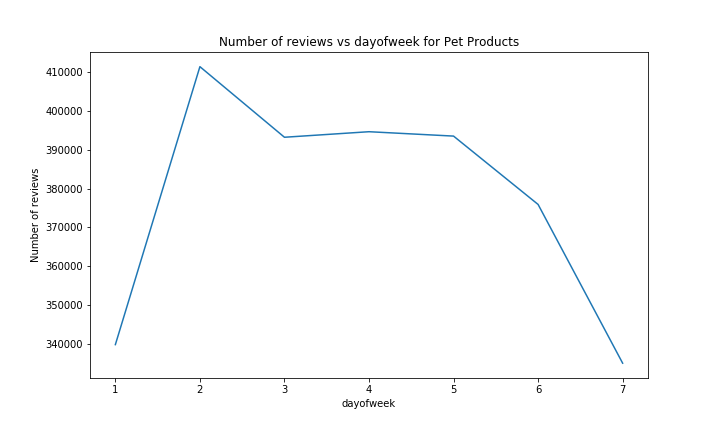 Number of reviews vs dayofweek for Pet Products
Number of reviews
410000
400000
390000
380000
370000
360000
350000
340000
1 2 3 4 5 6 7
dayofweek